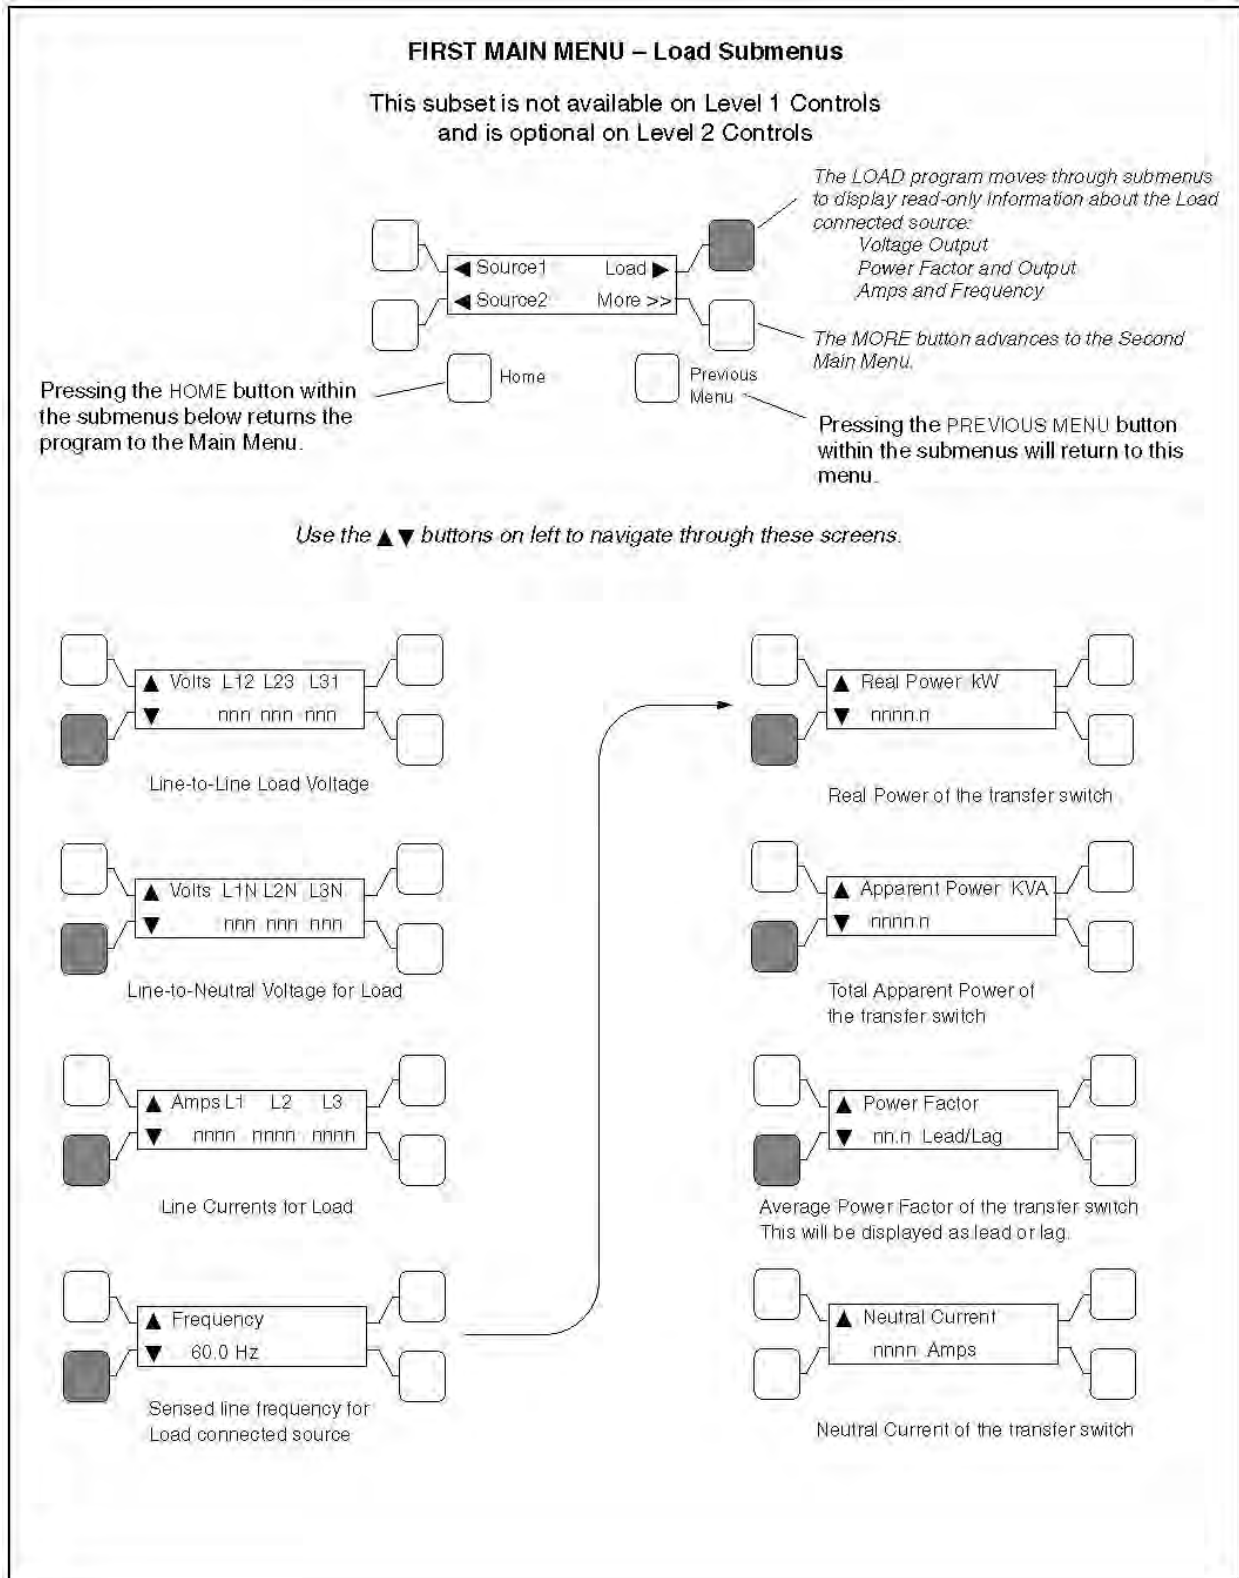 FIRST MAIN MENU – Load Submenus
This subset is not available on Level 1 Controls
and is optional on Level 2 Controls
The LOAD program moves through submenus
to display read-only information about the Load
connected source:
Voltage Output
Power Factor and Output
Amps and Frequency
◀ Source1 Load ▶
◀ Source2 More >>
The MORE button advances to the Second
Main Menu.
Home
Previous
Menu
Pressing the HOME button within
the submenus below returns the
program to the Main Menu.
Pressing the PREVIOUS MENU button
within the submenus will return to this
menu.
Use the ▲ ▼ buttons on left to navigate through these screens.
▲ Volts L12 L23 L31
▼ nnn nnn nnn
Line-to-Line Load Voltage
▲ Volts L1N L2N L3N
▼ nnn nnn nnn
Line-to-Neutral Voltage for Load
▲ Amps L1 L2 L3
▼ nnnn nnnn nnnn
Line Currents for Load
▲ Frequency
▼ 60.0 Hz
Sensed line frequency for
Load connected source
▲ Real Power kW
▼ nnnn.n
Real Power of the transfer switch
▲ Apparent Power KVA
▼ nnnn.n
Total Apparent Power of
the transfer switch
▲ Power Factor
▼ nn.n Lead/Lag
Average Power Factor of the transfer switch
This will be displayed as lead or lag.
▲ Neutral Current
nnnn Amps
Neutral Current of the transfer switch